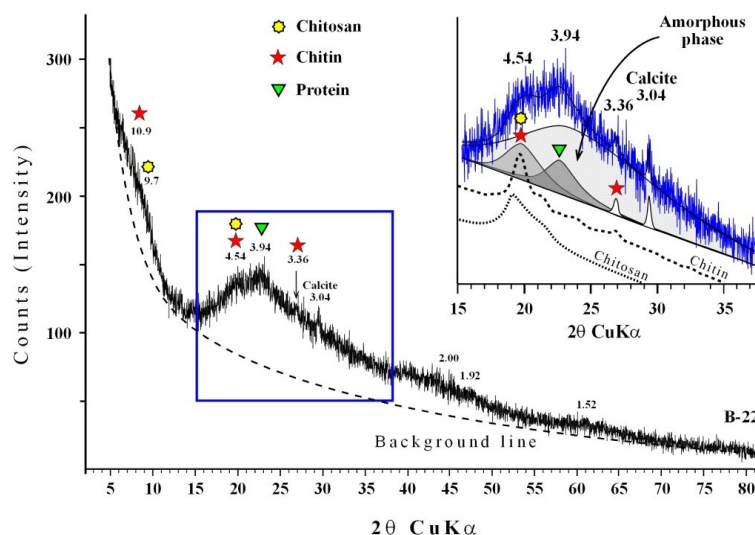 Chitosan
Chitin
Protein
Counts (Intensity)
300
200
100
10.9
9.7
4.54
3.94
3.36
Calcite
3.04
2.00
1.92
1.52
B-22
Background line
5 10 15 20 25 30 35 40 45 50 55 60 65 70 75 80
2θ CuKα
Amorphous
phase
3.94
4.54
Calcite
3.36 3.04
Chitosan
Chitin
15 20 25 30 35
2θ CuKα